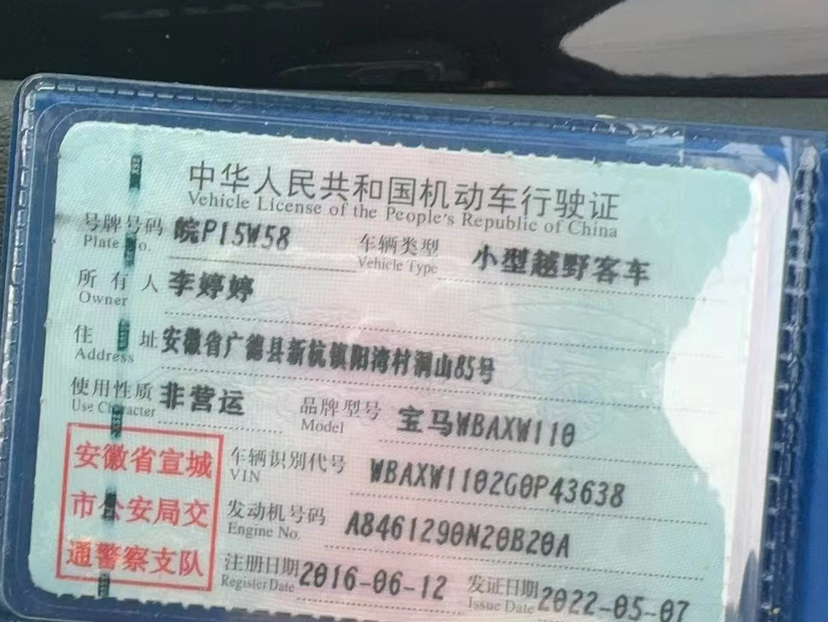 中华人民共和国机动车行驶证
Vehicle License of the People's Republic of China
号牌号码 皖P15W58 车辆类型 小型越野客车
Plate No. Vehicle Type
所有人 李婷婷
Owner
住址 安徽省广德县新杭镇阳湾村洞山85号
Address
使用性质 非营运 品牌型号 宝马WBAXW110
Use Character Model
安徽省宣城 车辆识别代号 WBAXW1102G0P43638
VIN
市公安局交 发动机号码 A8461290N20B20A
Engine No.
通警察支队 注册日期 2016-06-12 发证日期 2022-05-07
Register Date Issue Date